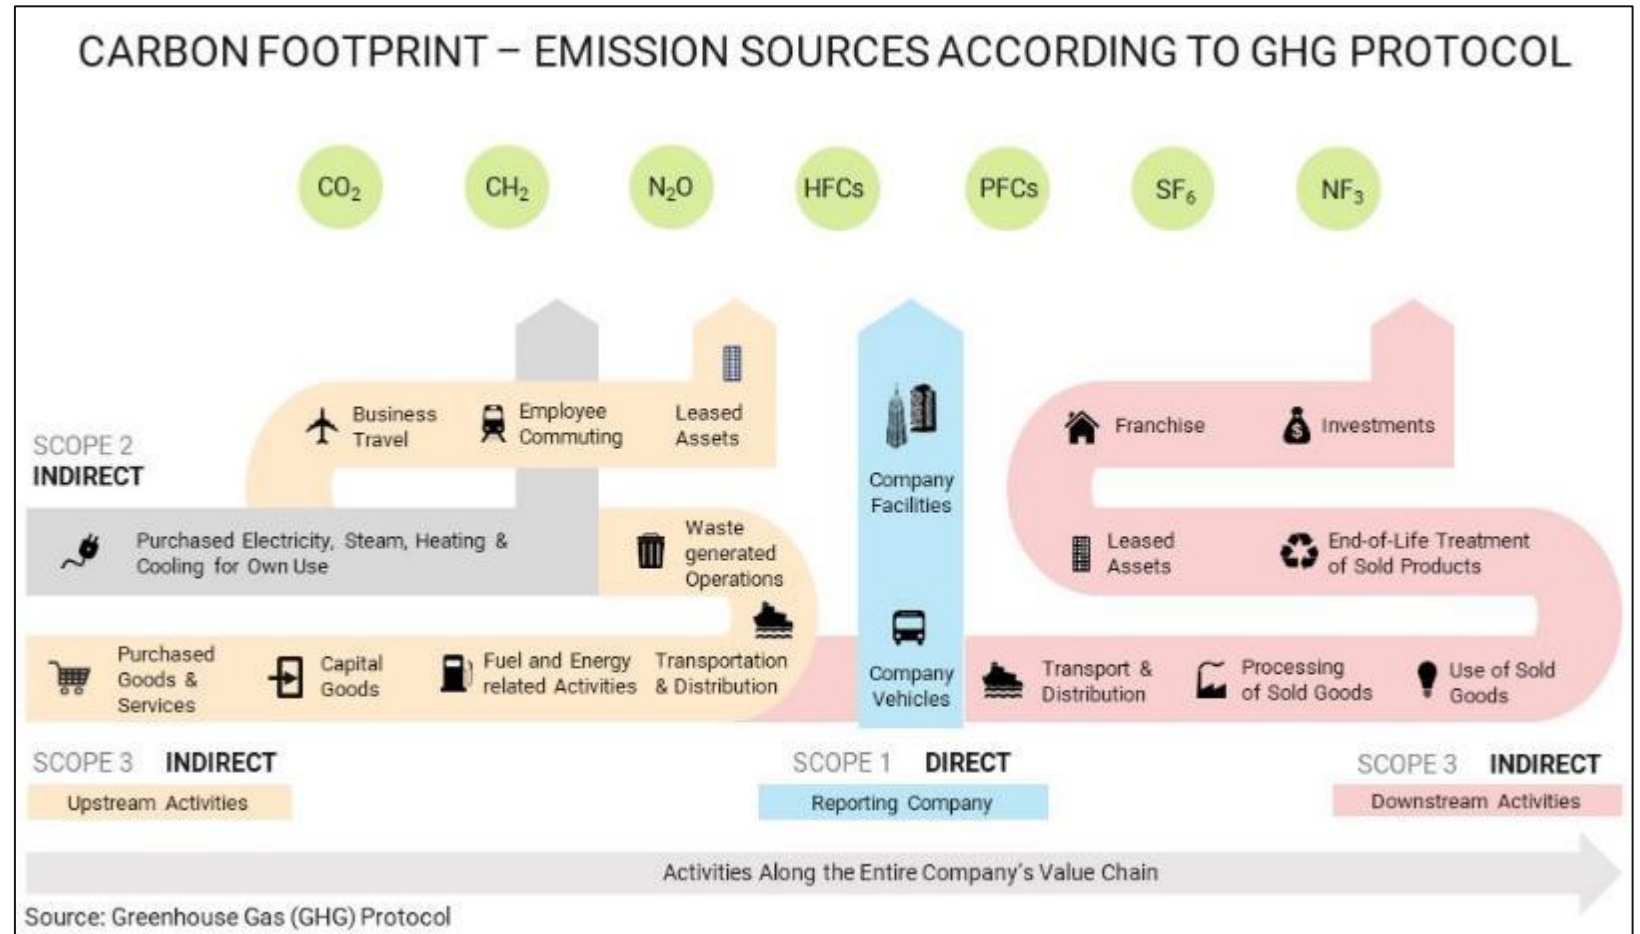 CARBON FOOTPRINT – EMISSION SOURCES ACCORDING TO GHG PROTOCOL
CO₂
CH₂
N₂O
HFCs
PFCs
SF₆
NF₃
Business
Travel
Employee
Commuting
Leased
Assets
Company
Facilities
Franchise
Investments
SCOPE 2
INDIRECT
Purchased Electricity, Steam, Heating &
Cooling for Own Use
Waste
generated
Operations
Leased
Assets
End-of-Life Treatment
of Sold Products
Purchased
Goods &
Services
Capital
Goods
Fuel and Energy
related Activities
Transportation
& Distribution
Company
Vehicles
Transport &
Distribution
Processing
of Sold Goods
Use of Sold
Goods
SCOPE 3 INDIRECT
Upstream Activities
SCOPE 1 DIRECT
Reporting Company
SCOPE 3 INDIRECT
Downstream Activities
Activities Along the Entire Company's Value Chain
Source: Greenhouse Gas (GHG) Protocol